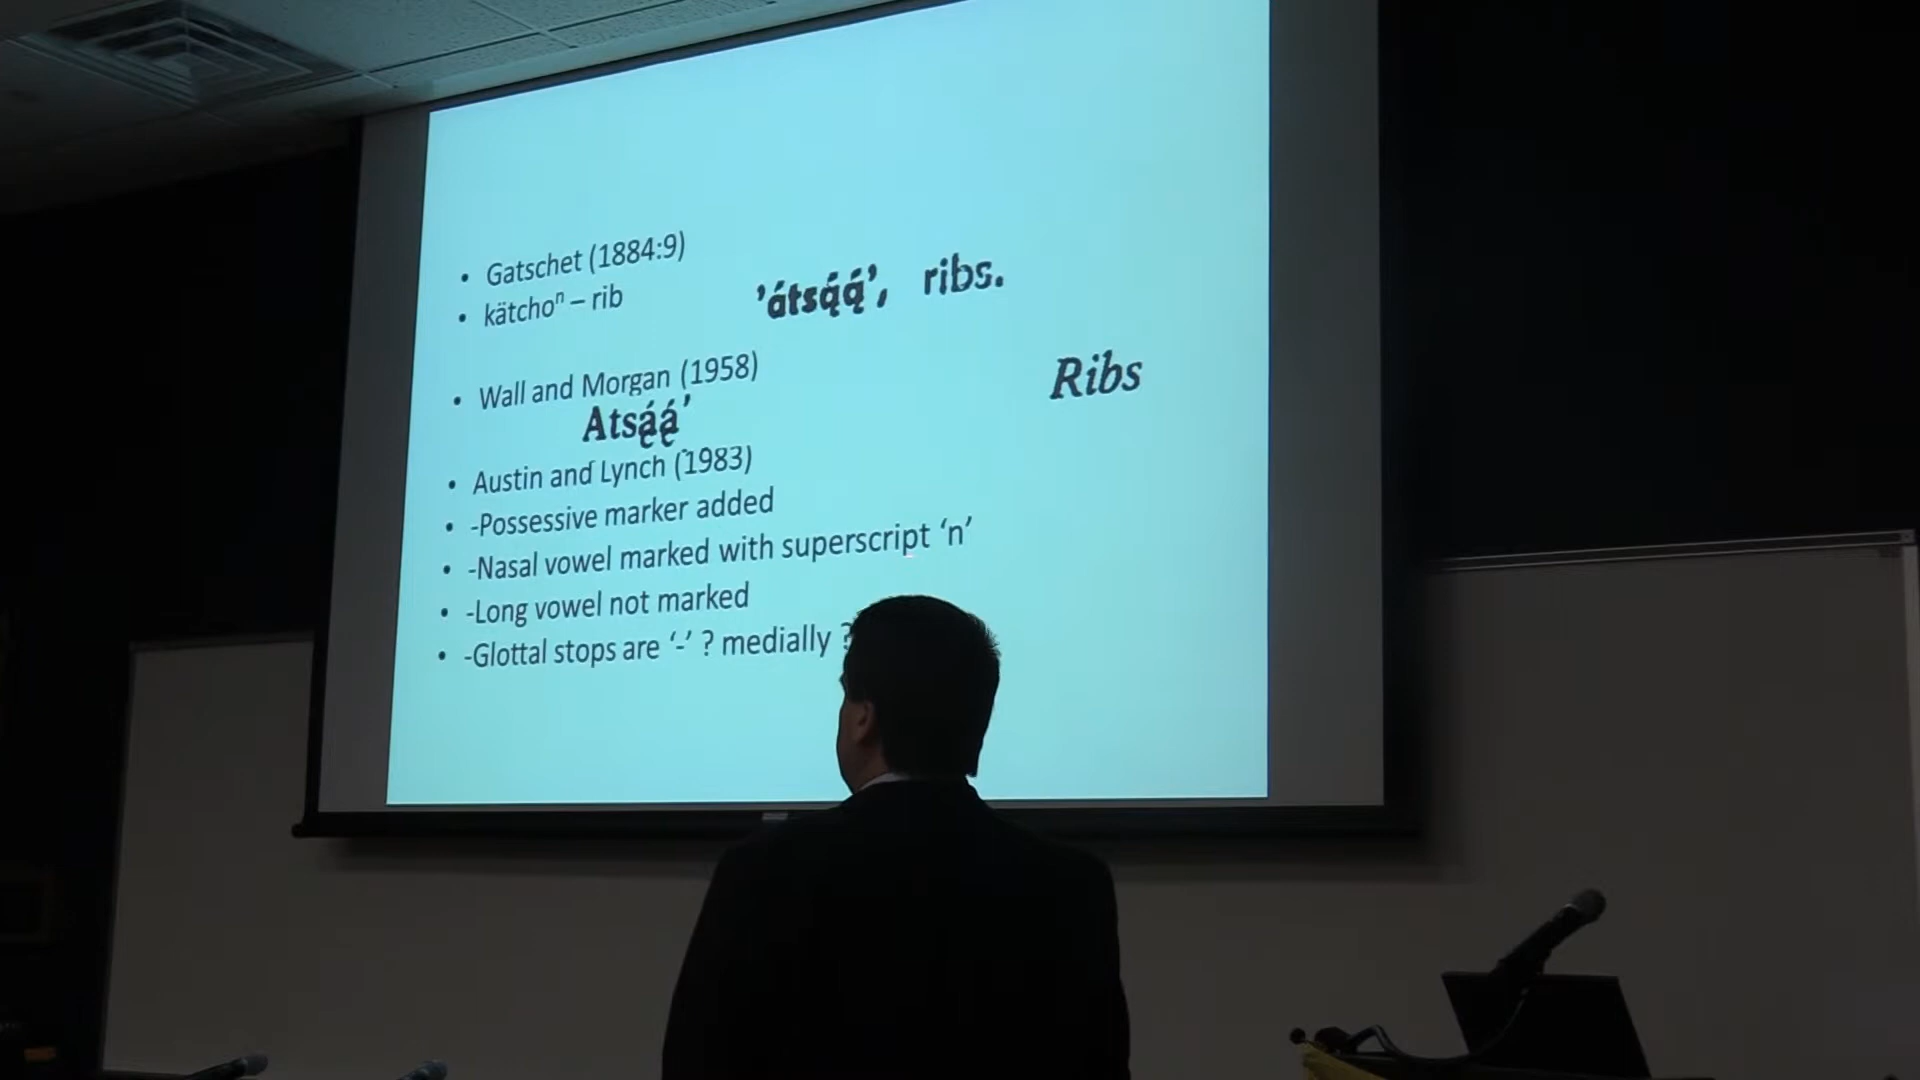 • Gatschet (1884:9)
• kätchoⁿ – rib
’átsą́ą́’, ribs.
• Wall and Morgan (1958)
Atsą́ą́’ Ribs
• Austin and Lynch (1983)
• -Possessive marker added
• -Nasal vowel marked with superscript ‘n’
• -Long vowel not marked
• -Glottal stops are ‘-’ ? medially ?